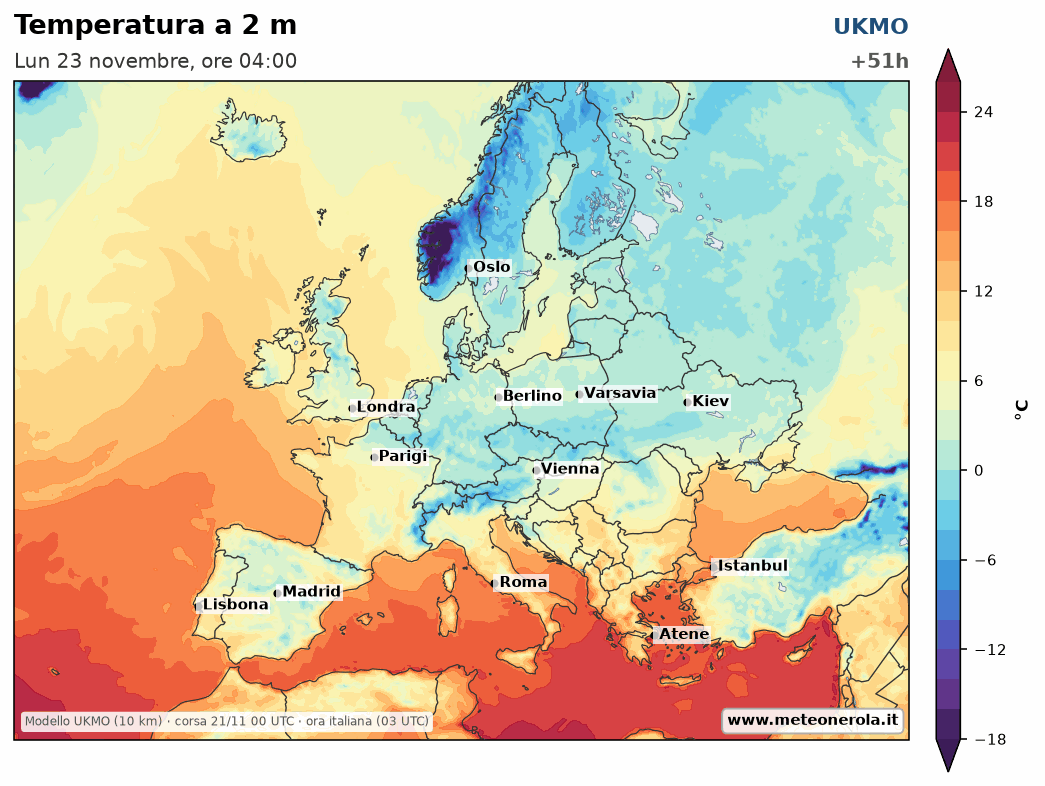 Temperatura a 2 m
UKMO
Lun 23 novembre, ore 04:00
+51h
24
18
12
6
0
−6
−12
−18
°C
Oslo
Berlino
Varsavia
Kiev
Londra
Parigi
Vienna
Istanbul
Roma
Madrid
Lisbona
Atene
Modello UKMO (10 km) · corsa 21/11 00 UTC · ora italiana (03 UTC)
www.meteonerola.it